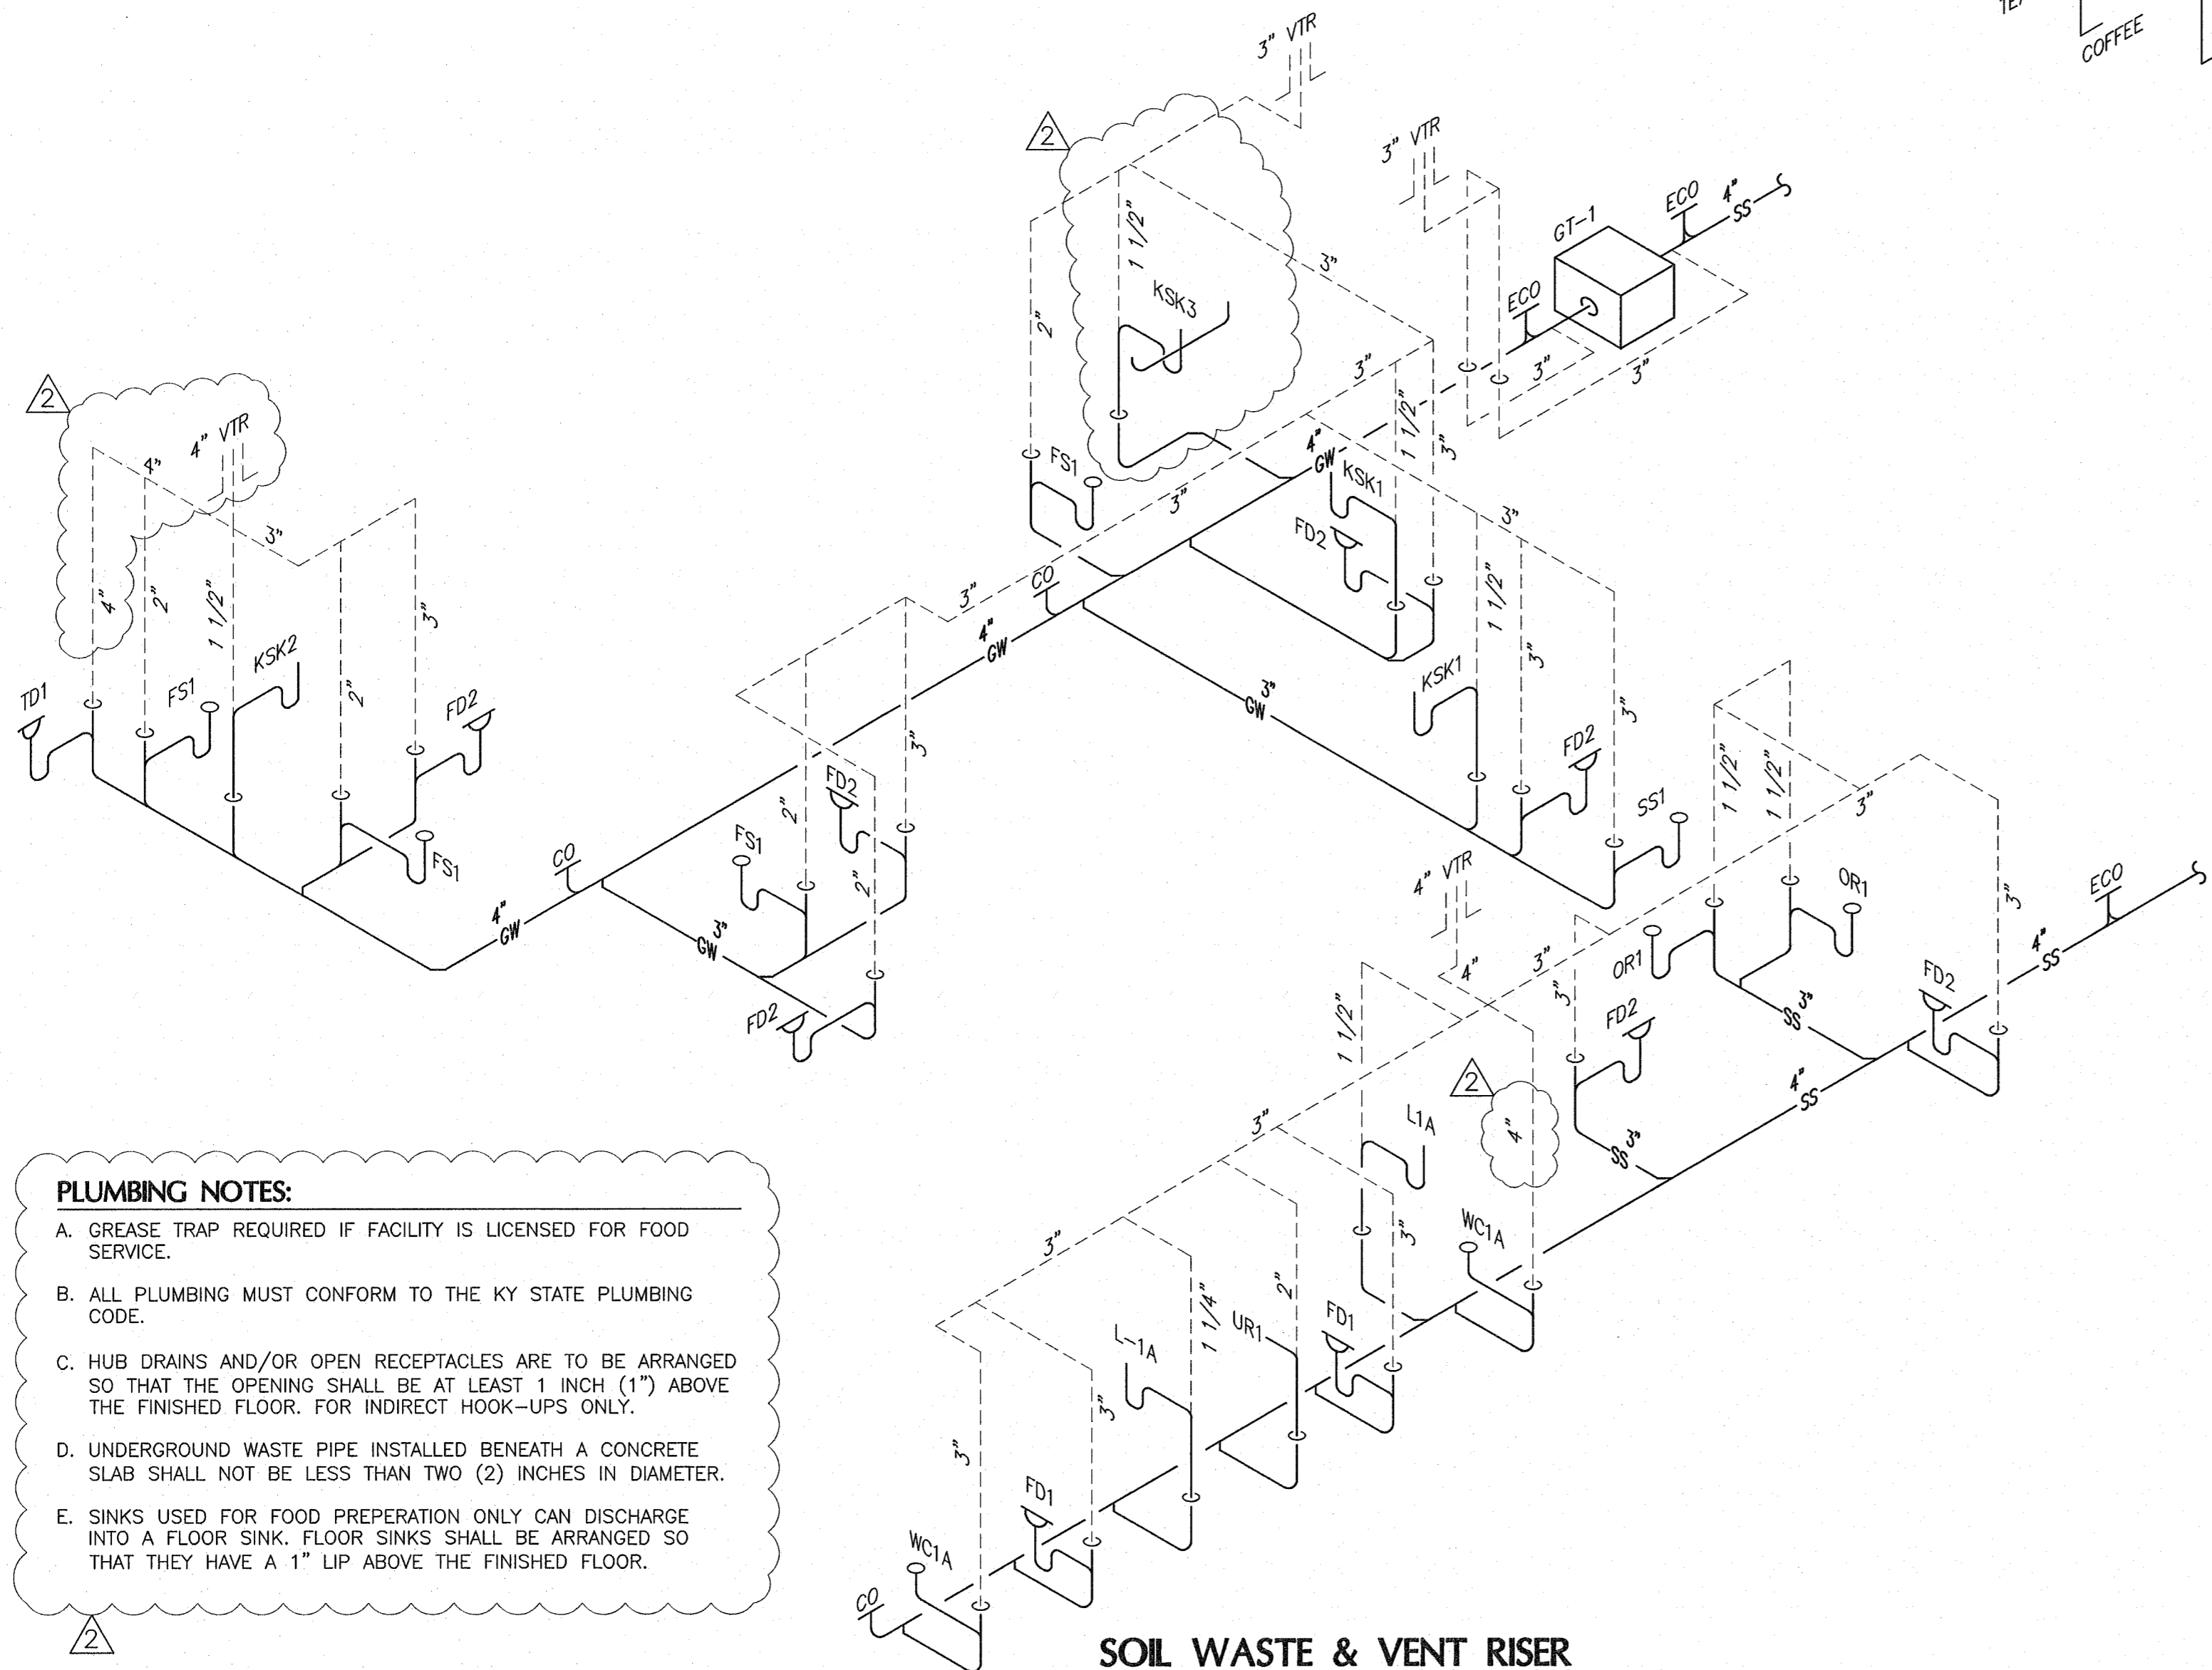 COFFEE
3" VTR
2
3" VTR
ECO
4"
SS
GT-1
1 1/2"
3"
KSK3
2"
ECO
3"
3"
3"
2
4" VTR
4"
1 1/2"
3"
4"
GW
FS1
KSK1
3"
FD2
3"
3"
CO
3"
4"
2"
1 1/2"
3"
KSK2
2"
3"
4"
GW
1 1/2"
3"
KSK1
3"
GW
3"
TD1
FS1
FD2
3"
FD2
SS1
1 1/2"
1 1/2"
3"
FD2
2"
FS1
FS1
CO
2"
4" VTR
OR1
ECO
3"
4"
GW
3"
GW
4"
3"
OR1
4"
SS
FD2
3"
FD2
3"
SS
FD2
1 1/2"
2
4"
4"
SS
3"
L1A
3"
SS
PLUMBING NOTES:
A. GREASE TRAP REQUIRED IF FACILITY IS LICENSED FOR FOOD
SERVICE.
B. ALL PLUMBING MUST CONFORM TO THE KY STATE PLUMBING
CODE.
C. HUB DRAINS AND/OR OPEN RECEPTACLES ARE TO BE ARRANGED
SO THAT THE OPENING SHALL BE AT LEAST 1 INCH (1") ABOVE
THE FINISHED FLOOR. FOR INDIRECT HOOK-UPS ONLY.
D. UNDERGROUND WASTE PIPE INSTALLED BENEATH A CONCRETE
SLAB SHALL NOT BE LESS THAN TWO (2) INCHES IN DIAMETER.
E. SINKS USED FOR FOOD PREPERATION ONLY CAN DISCHARGE
INTO A FLOOR SINK. FLOOR SINKS SHALL BE ARRANGED SO
THAT THEY HAVE A 1" LIP ABOVE THE FINISHED FLOOR.
2
3"
3"
WC1A
2"
1 1/4"
UR1
FD1
L-1A
3"
3"
FD1
WC1A
CO
SOIL WASTE & VENT RISER